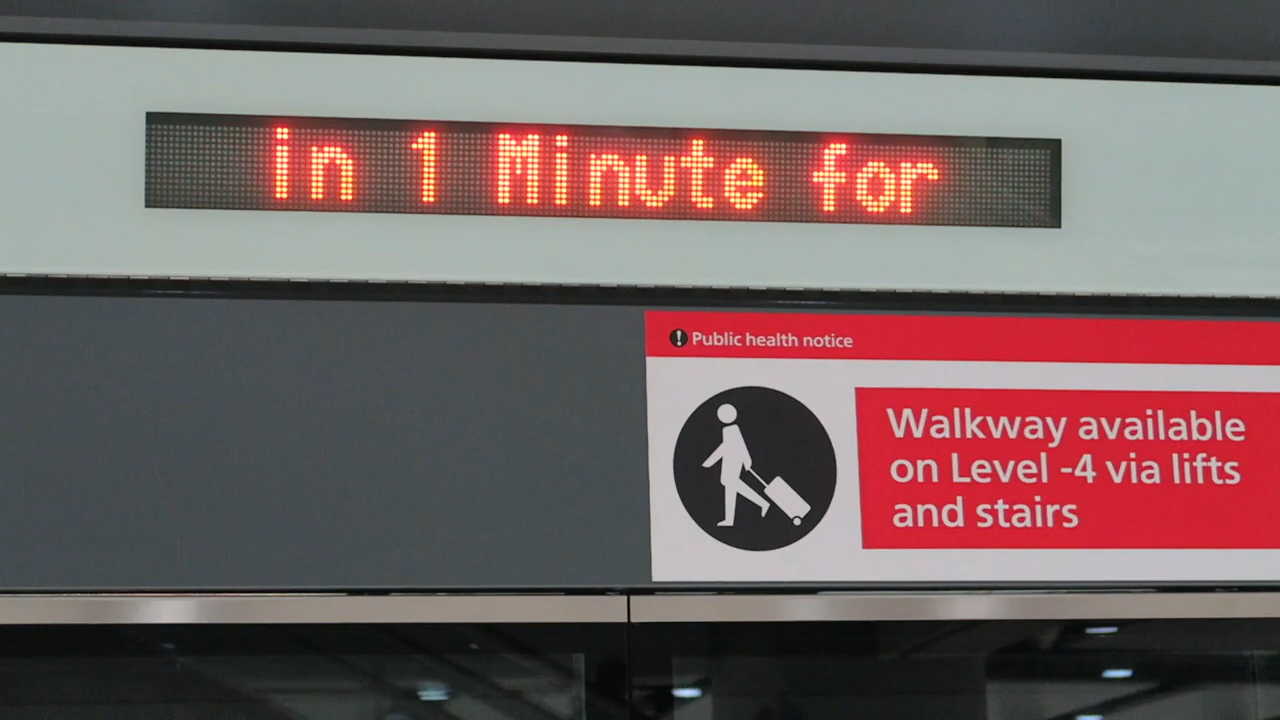 in 1 Minute for
Public health notice
Walkway available
on Level -4 via lifts
and stairs